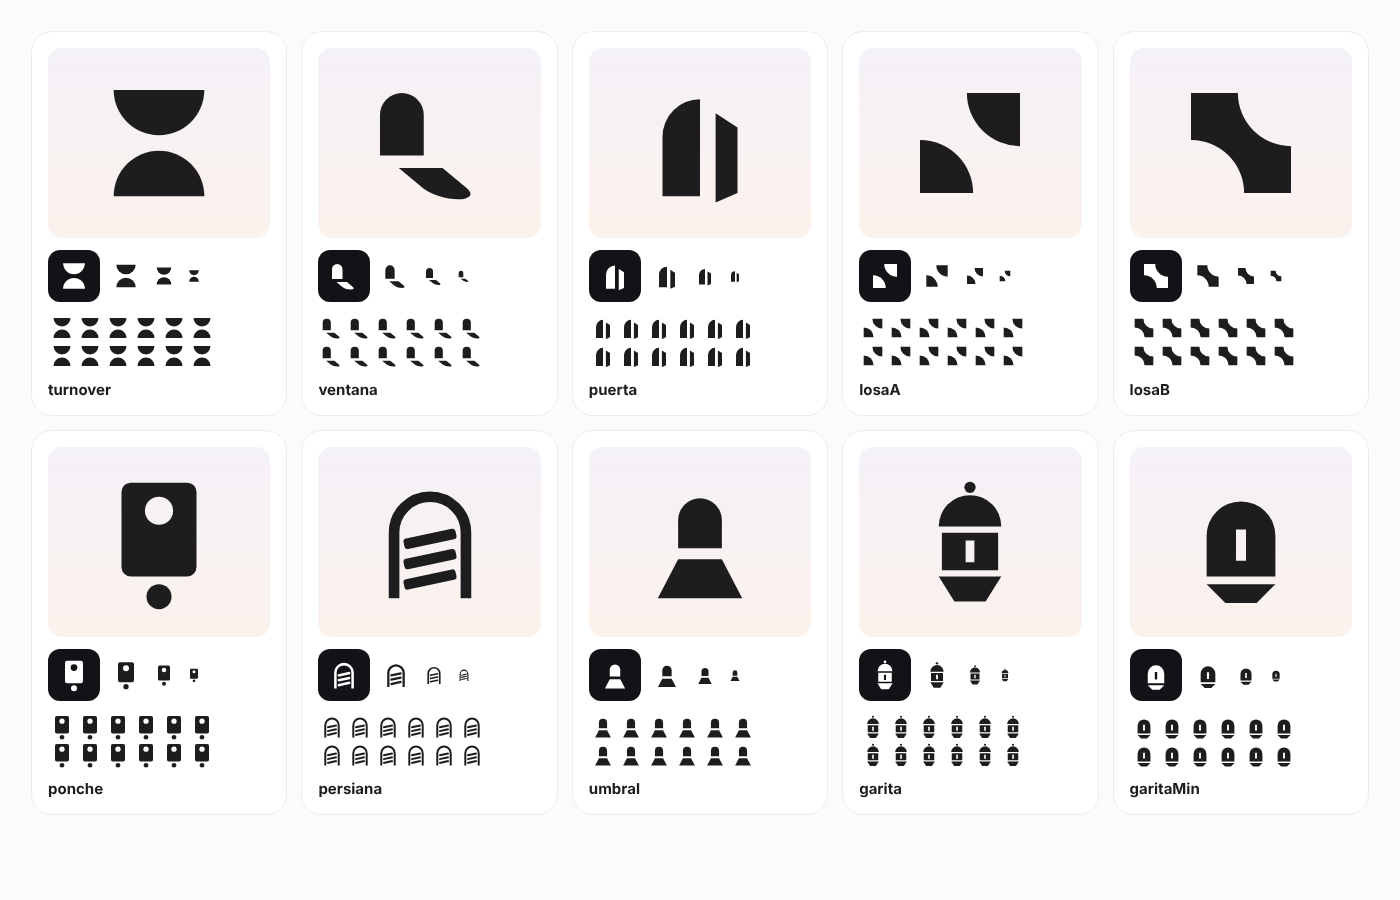 turnover
ventana
puerta
losaA
losaB
ponche
persiana
umbral
garita
garitaMin